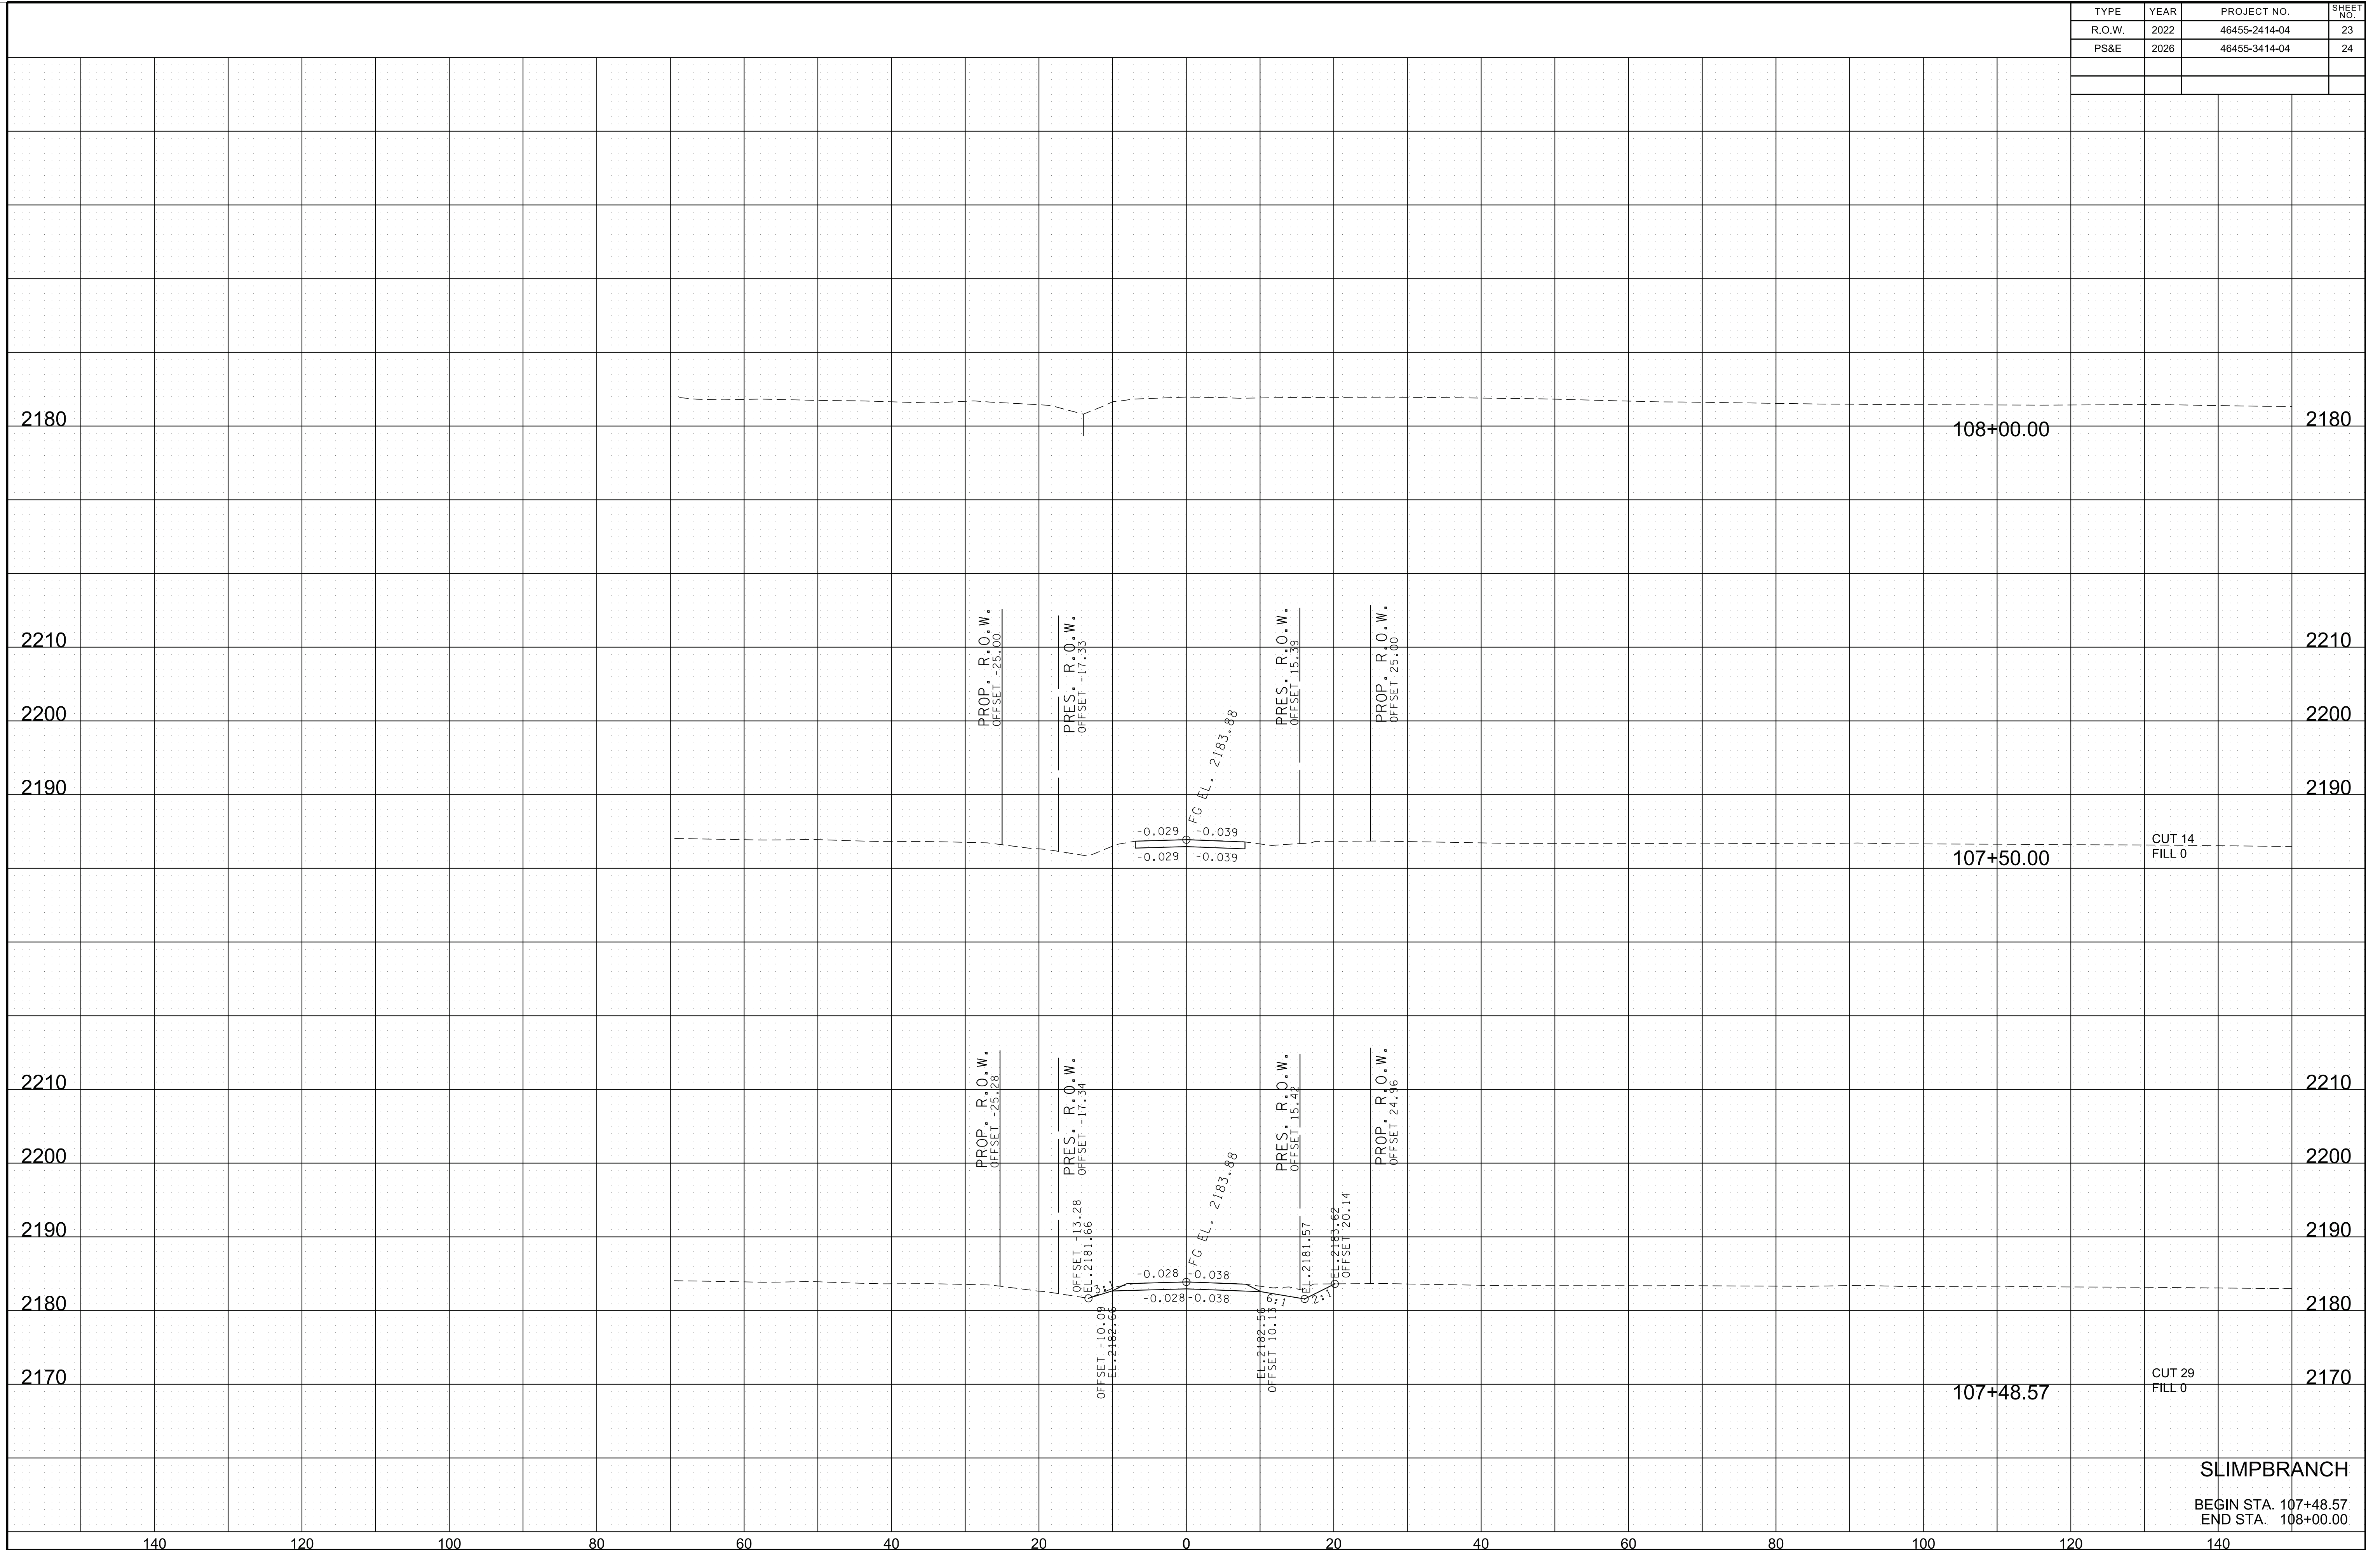 TYPE YEAR PROJECT NO. SHEET NO.
R.O.W. 2022 46455-2414-04 23
PS&E 2026 46455-3414-04 24
2180 2180
108+00.00
PROP. R.O.W.
OFFSET -25.00
PRES. R.O.W.
OFFSET -17.33
PRES. R.O.W.
OFFSET 15.39
PROP. R.O.W.
OFFSET 25.00
2210 2210
2200 2200
2190 2190
FG EL. 2183.88
-0.029 -0.039
-0.029 -0.039
107+50.00
CUT 14
FILL 0
PROP. R.O.W.
OFFSET -25.28
PRES. R.O.W.
OFFSET -17.34
PRES. R.O.W.
OFFSET 15.42
PROP. R.O.W.
OFFSET 24.96
2210 2210
2200 2200
2190 2190
2180 2180
2170 2170
FG EL. 2183.88
OFFSET -13.28
EL.2181.66
EL.2181.57
EL.2183.62
OFFSET 20.14
3:1
-0.028 -0.038
-0.028 -0.038
6:1
2:1
OFFSET -10.09
EL.2182.66
EL.2182.56
OFFSET 10.13
107+48.57
CUT 29
FILL 0
SLIMPBRANCH
BEGIN STA. 107+48.57
END STA. 108+00.00
140 120 100 80 60 40 20 0 20 40 60 80 100 120 140